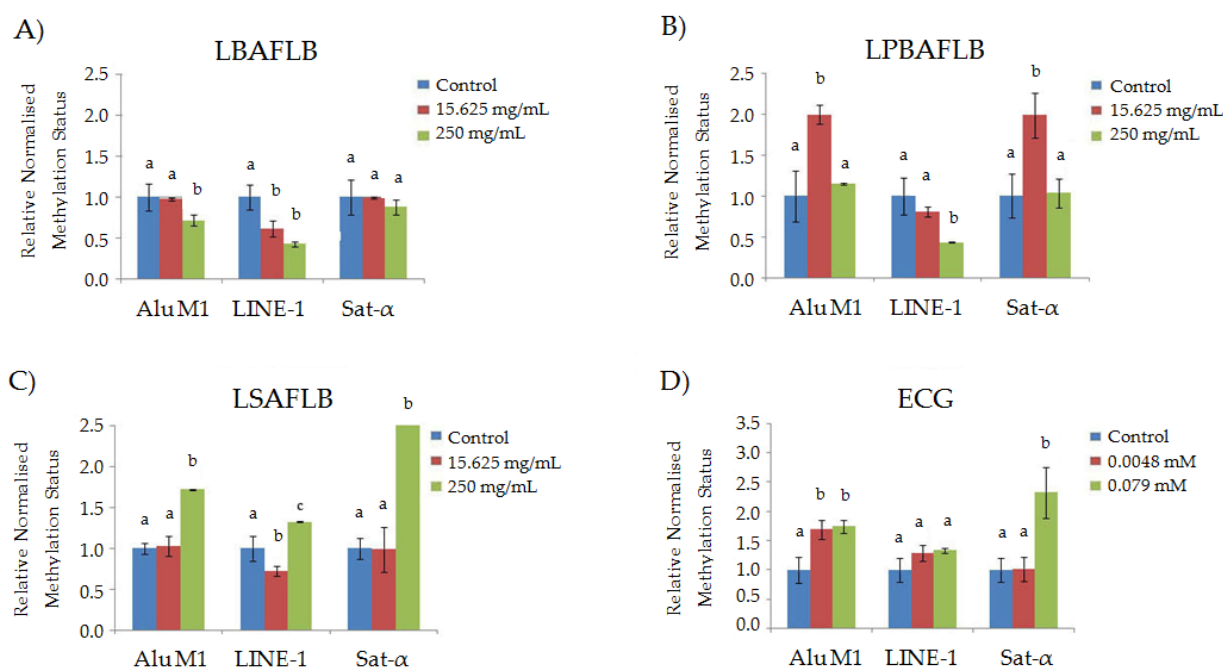 A)
LBAFLB
Relative Normalised
Methylation Status
2.5
2.0
1.5
1.0
0.5
0.0
a a b
a b b
a a a
AluM1 LINE-1 Sat-α
Control
15.625 mg/mL
250 mg/mL
B)
LPBAFLB
Relative Normalised
Methylation Status
2.5
2.0
1.5
1.0
0.5
0.0
a b a
a a b
a b a
AluM1 LINE-1 Sat-α
Control
15.625 mg/mL
250 mg/mL
C)
LSAFLB
Relative Normalised
Methylation Status
2.5
2.0
1.5
1.0
0.5
0.0
a a b
a b c
a a b
AluM1 LINE-1 Sat-α
Control
15.625 mg/mL
250 mg/mL
D)
ECG
Relative Normalised
Methylation Status
3.5
3.0
2.5
2.0
1.5
1.0
0.5
0.0
a b b
a a a
a a b
AluM1 LINE-1 Sat-α
Control
0.0048 mM
0.079 mM